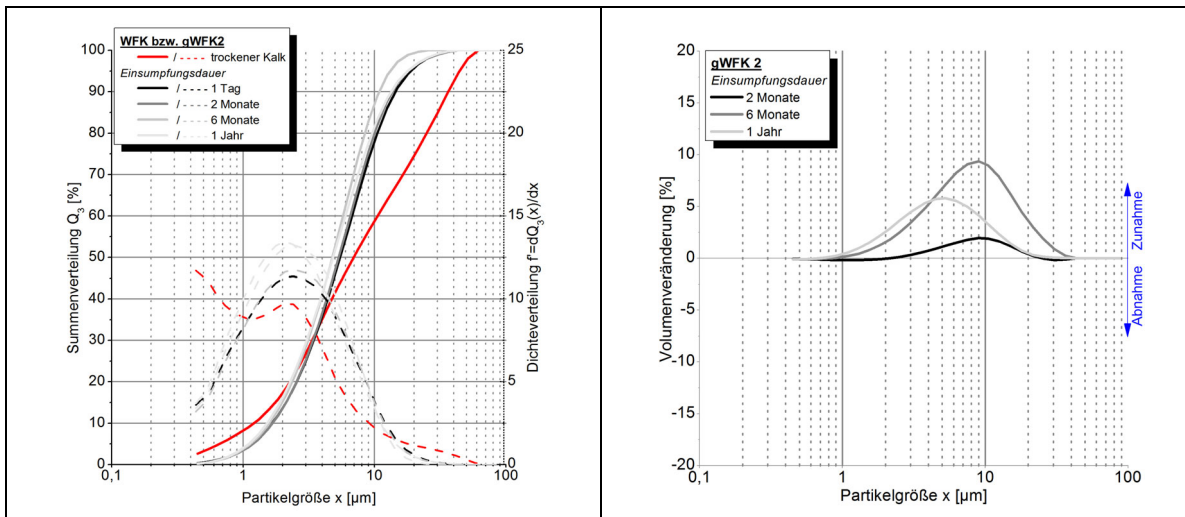 WFK bzw. gWFK2
/ trockener Kalk
Einsumpfungsdauer
/ 1 Tag
/ 2 Monate
/ 6 Monate
/ 1 Jahr
Summenverteilung Q3 [%]
100
90
80
70
60
50
40
30
20
10
0
0,1
1
10
100
Partikelgröße x [µm]
25
20
15
10
5
0
Dichteverteilung f'=dQ3(x)/dx
gWFK 2
Einsumpfungsdauer
2 Monate
6 Monate
1 Jahr
Volumenveränderung [%]
20
15
10
5
0
-5
-10
-15
-20
0,1
1
10
100
Partikelgröße x [µm]
Zunahme
Abnahme